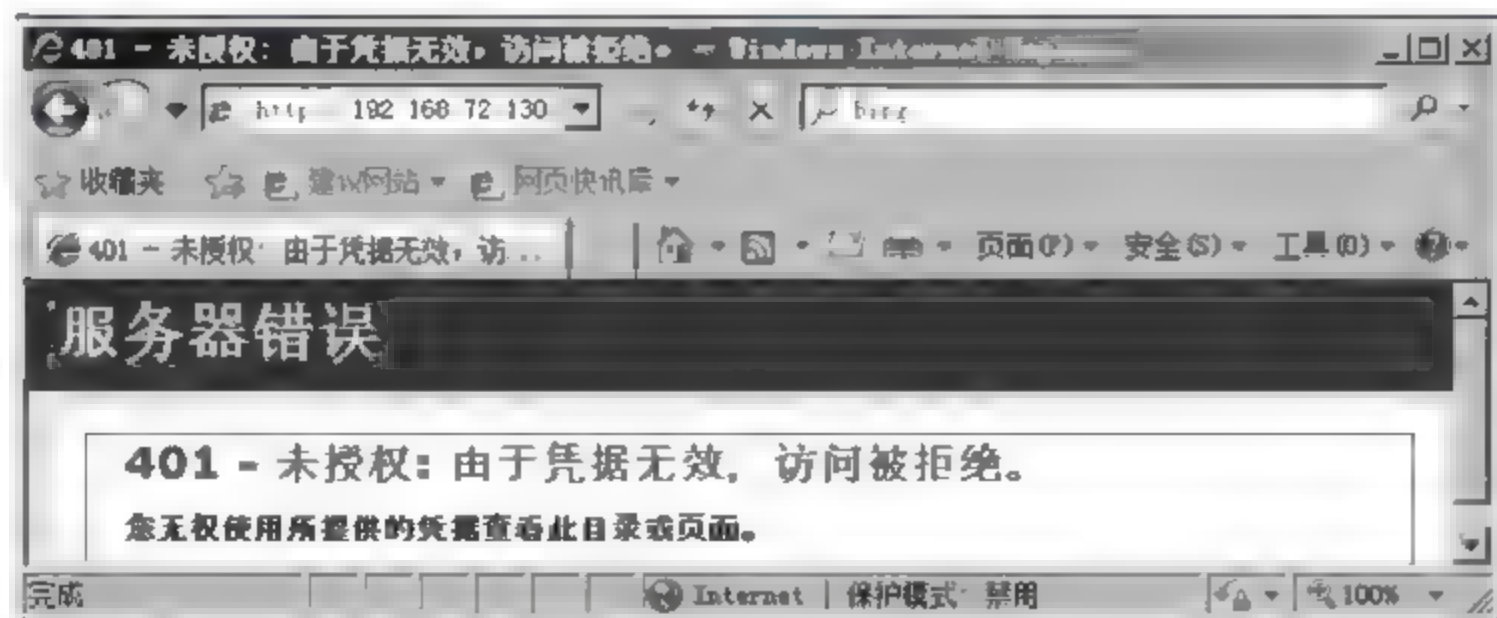 401 - 未授权: 由于凭据无效, 访问被拒绝。 - Windows Internet
192 168 72 130
收藏夹 建议网站 网页快讯库
401 - 未授权: 由于凭据无效, 访... 页面(P) 安全(S) 工具(O)
服务器错误
401 - 未授权: 由于凭据无效, 访问被拒绝。
您无权使用所提供的凭据查看此目录或页面。
完成 Internet | 保护模式: 禁用 100%